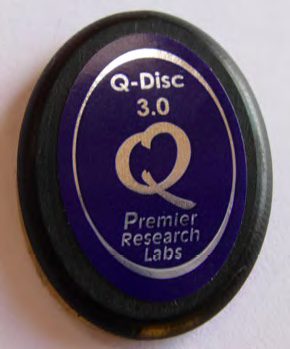 Q-Disc
3.0
Premier
Research
Labs